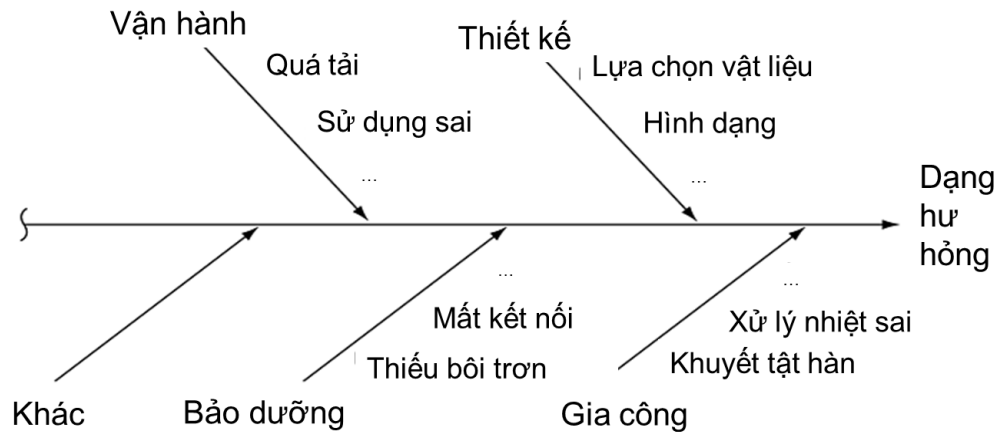 Vận hành
Thiết kế
Quá tải
Lựa chọn vật liệu
Sử dụng sai
Hình dạng
...
...
Dạng
hư
hỏng
...
...
Mất kết nối
Xử lý nhiệt sai
Thiếu bôi trơn
Khuyết tật hàn
Khác
Bảo dưỡng
Gia công